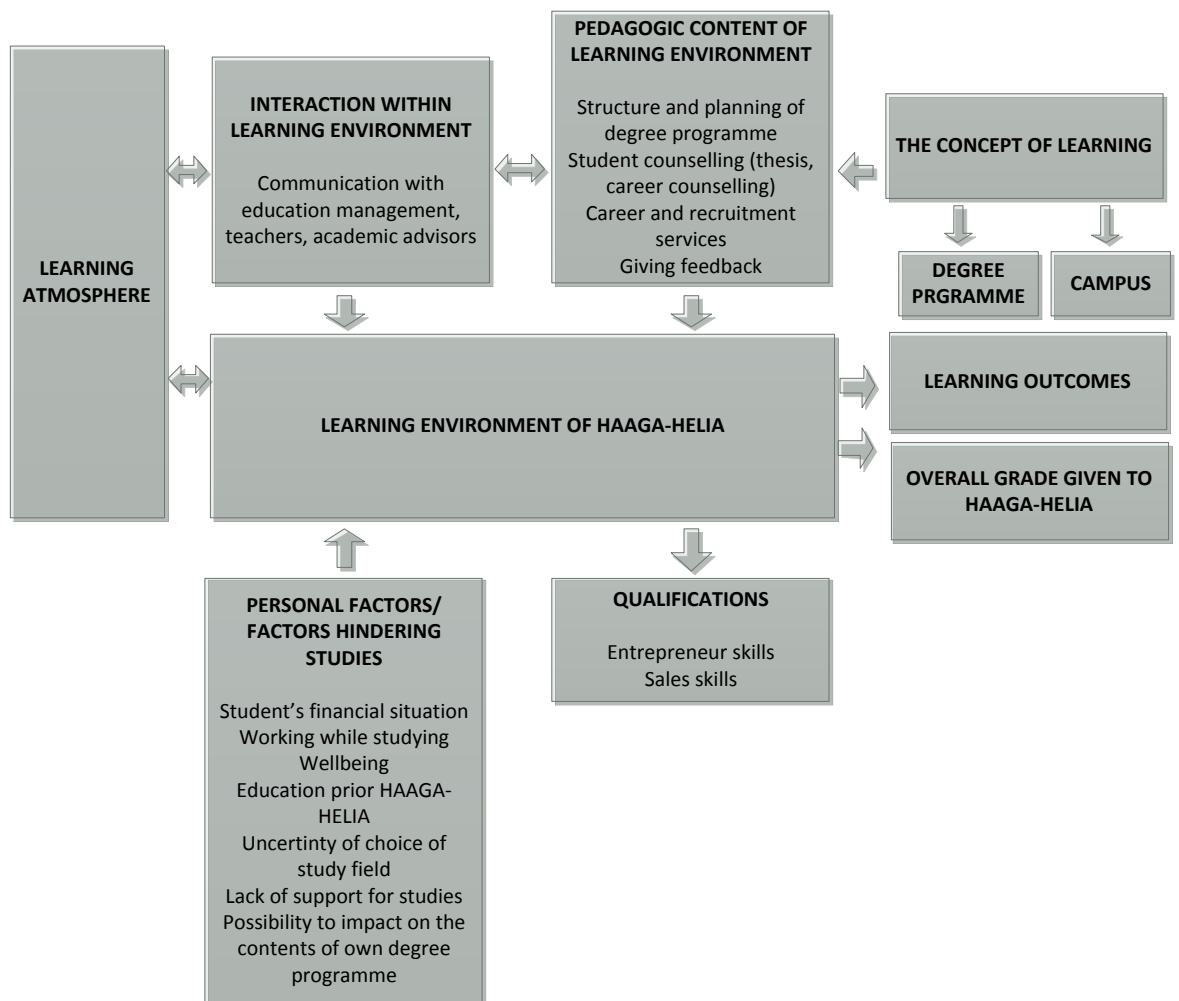 LEARNING
ATMOSPHERE
INTERACTION WITHIN
LEARNING ENVIRONMENT
Communication with
education management,
teachers, academic advisors
PEDAGOGIC CONTENT OF
LEARNING ENVIRONMENT
Structure and planning of
degree programme
Student counselling (thesis,
career counselling)
Career and recruitment
services
Giving feedback
THE CONCEPT OF LEARNING
DEGREE
PRGRAMME
CAMPUS
LEARNING ENVIRONMENT OF HAAGA-HELIA
LEARNING OUTCOMES
OVERALL GRADE GIVEN TO
HAAGA-HELIA
PERSONAL FACTORS/
FACTORS HINDERING
STUDIES
Student’s financial situation
Working while studying
Wellbeing
Education prior HAAGA-
HELIA
Uncertinty of choice of
study field
Lack of support for studies
Possibility to impact on the
contents of own degree
programme
QUALIFICATIONS
Entrepreneur skills
Sales skills